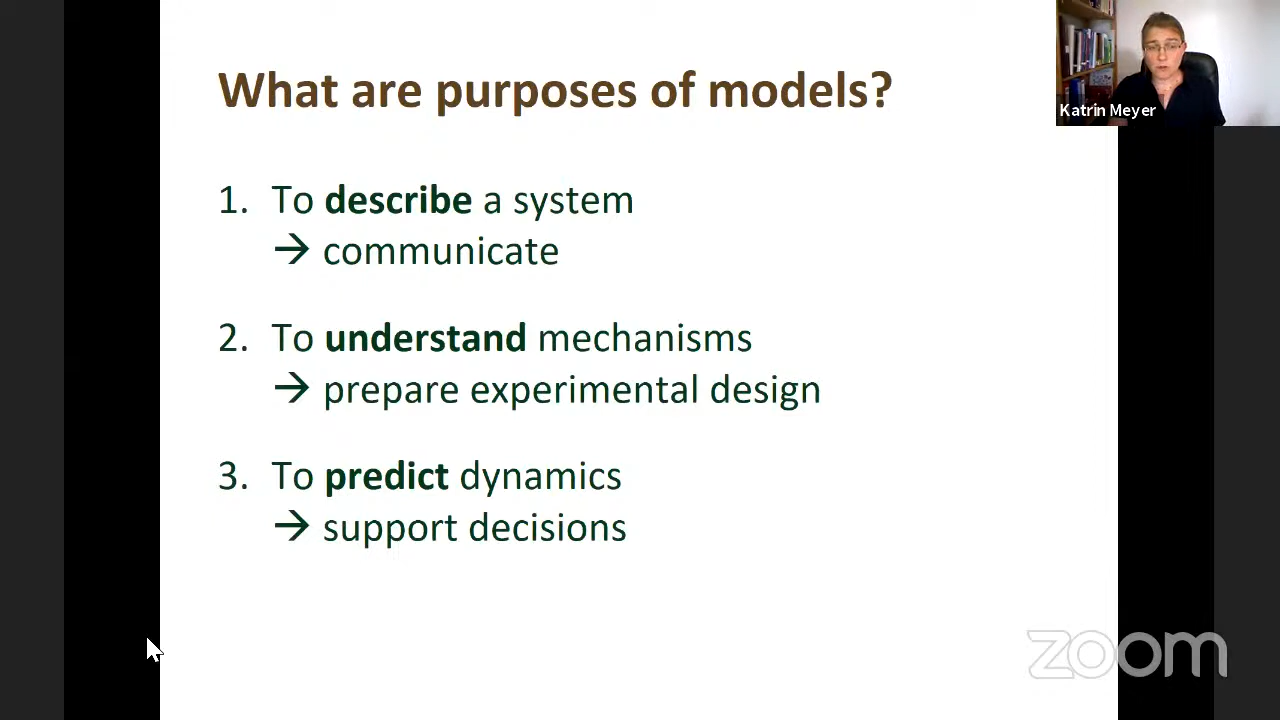 What are purposes of models?
Katrin Meyer
1. To describe a system
→ communicate
2. To understand mechanisms
→ prepare experimental design
3. To predict dynamics
→ support decisions
zoom